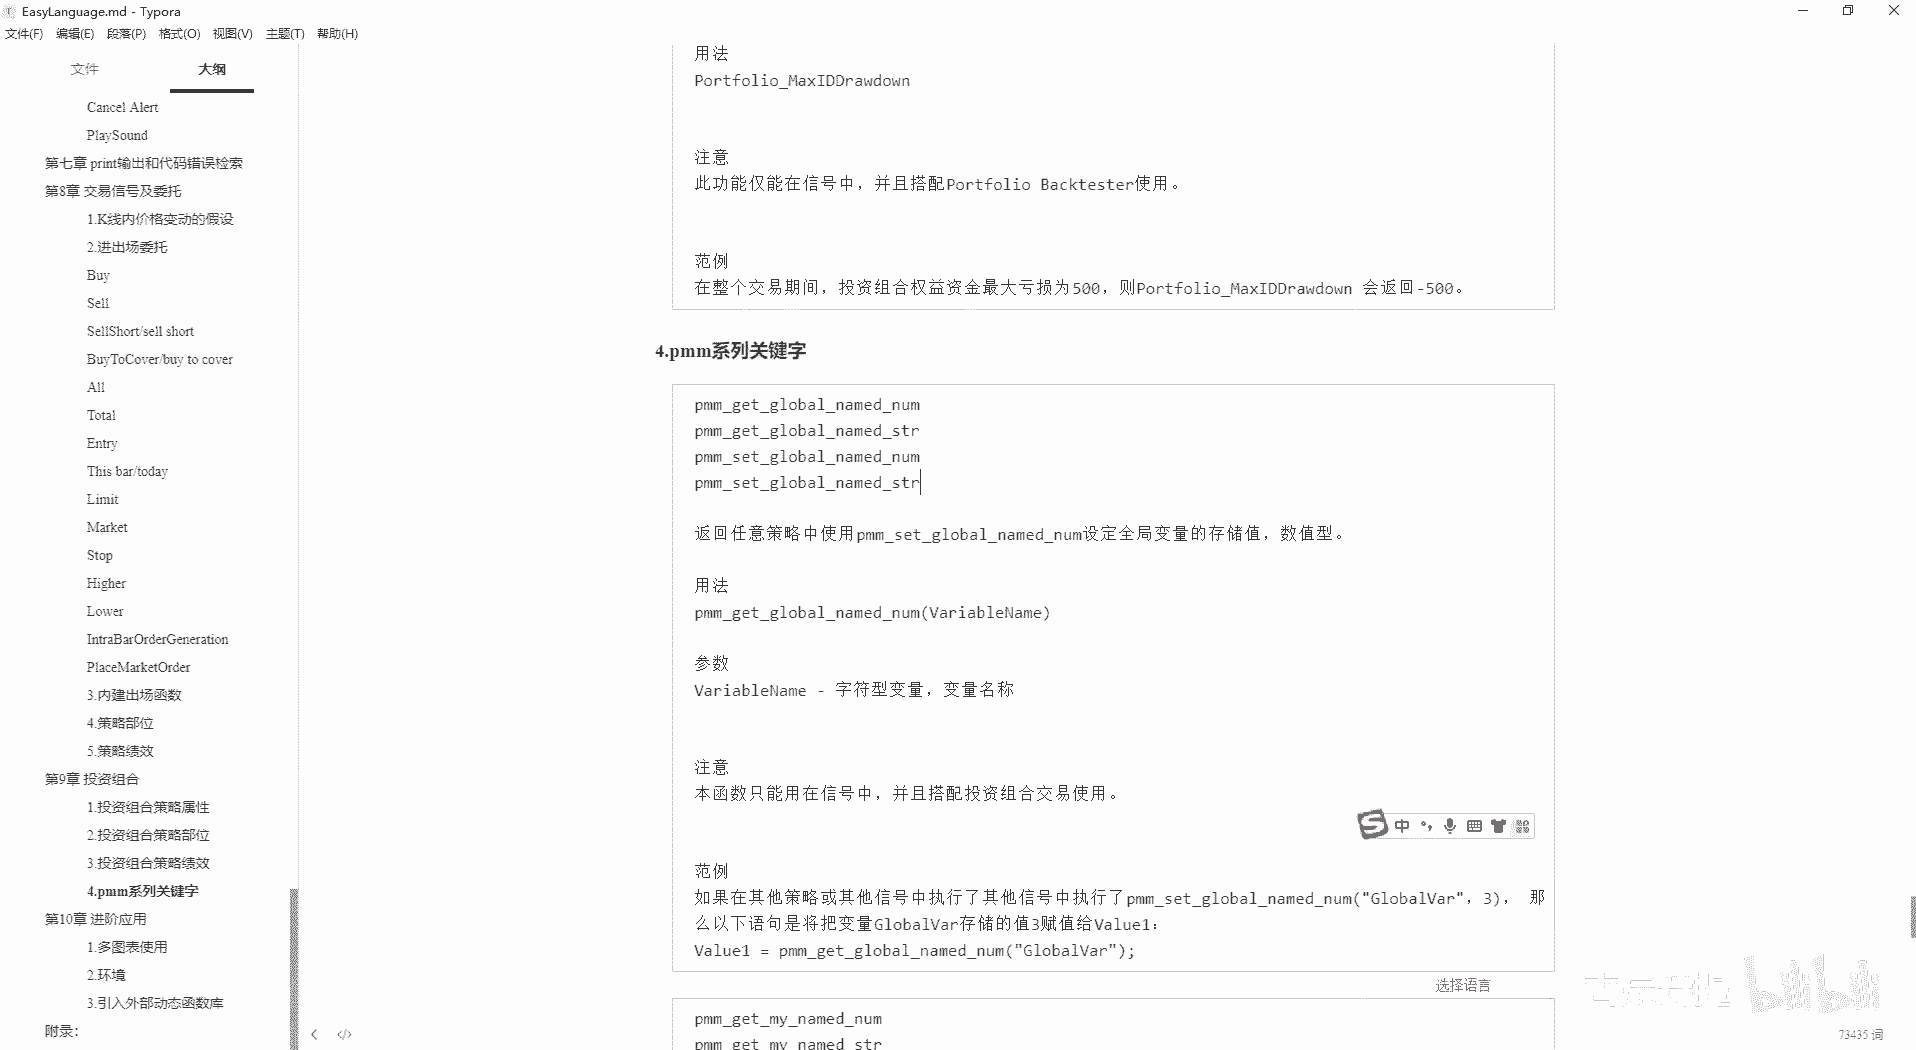 EasyLanguage.md - Typora
文件(F) 编辑(E) 段落(P) 格式(O) 视图(V) 主题(T) 帮助(H)
文件 大纲
Cancel Alert
PlaySound
第七章 print输出和代码错误检索
第8章 交易信号及委托
1.K线内价格变动的假设
2.进出场委托
Buy
Sell
SellShort/sell short
BuyToCover/buy to cover
All
Total
Entry
This bar/today
Limit
Market
Stop
Higher
Lower
IntraBarOrderGeneration
PlaceMarketOrder
3.内建出场函数
4.策略部位
5.策略绩效
第9章 投资组合
1.投资组合策略属性
2.投资组合策略部位
3.投资组合策略绩效
4.pmm系列关键字
第10章 进阶应用
1.多图表使用
2.环境
3.引入外部动态函数库
附录：
用法
Portfolio_MaxIDDrawdown
注意
此功能仅能在信号中，并且搭配Portfolio Backtester使用。
范例
在整个交易期间，投资组合权益资金最大亏损为500，则Portfolio_MaxIDDrawdown 会返回-500。
4.pmm系列关键字
pmm_get_global_named_num
pmm_get_global_named_str
pmm_set_global_named_num
pmm_set_global_named_str
返回任意策略中使用pmm_set_global_named_num设定全局变量的存储值，数值型。
用法
pmm_get_global_named_num(VariableName)
参数
VariableName - 字符型变量，变量名称
注意
本函数只能用在信号中，并且搭配投资组合交易使用。
中
范例
如果在其他策略或其他信号中执行了其他信号中执行了pmm_set_global_named_num("GlobalVar", 3)， 那
么以下语句是将把变量GlobalVar存储的值3赋值给Value1：
Value1 = pmm_get_global_named_num("GlobalVar");
选择语言
pmm_get_my_named_num
pmm_get_my_named_str
bilibili
73435 词